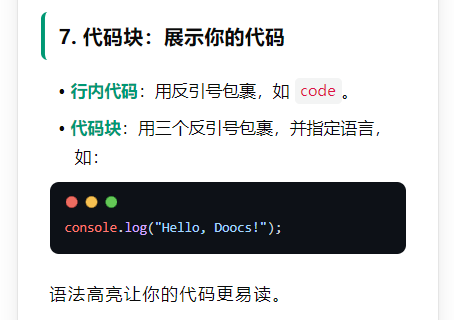 7. 代码块：展示你的代码
• 行内代码：用反引号包裹，如 code。
• 代码块：用三个反引号包裹，并指定语言，
如：
console.log("Hello, Doocs!");
语法高亮让你的代码更易读。